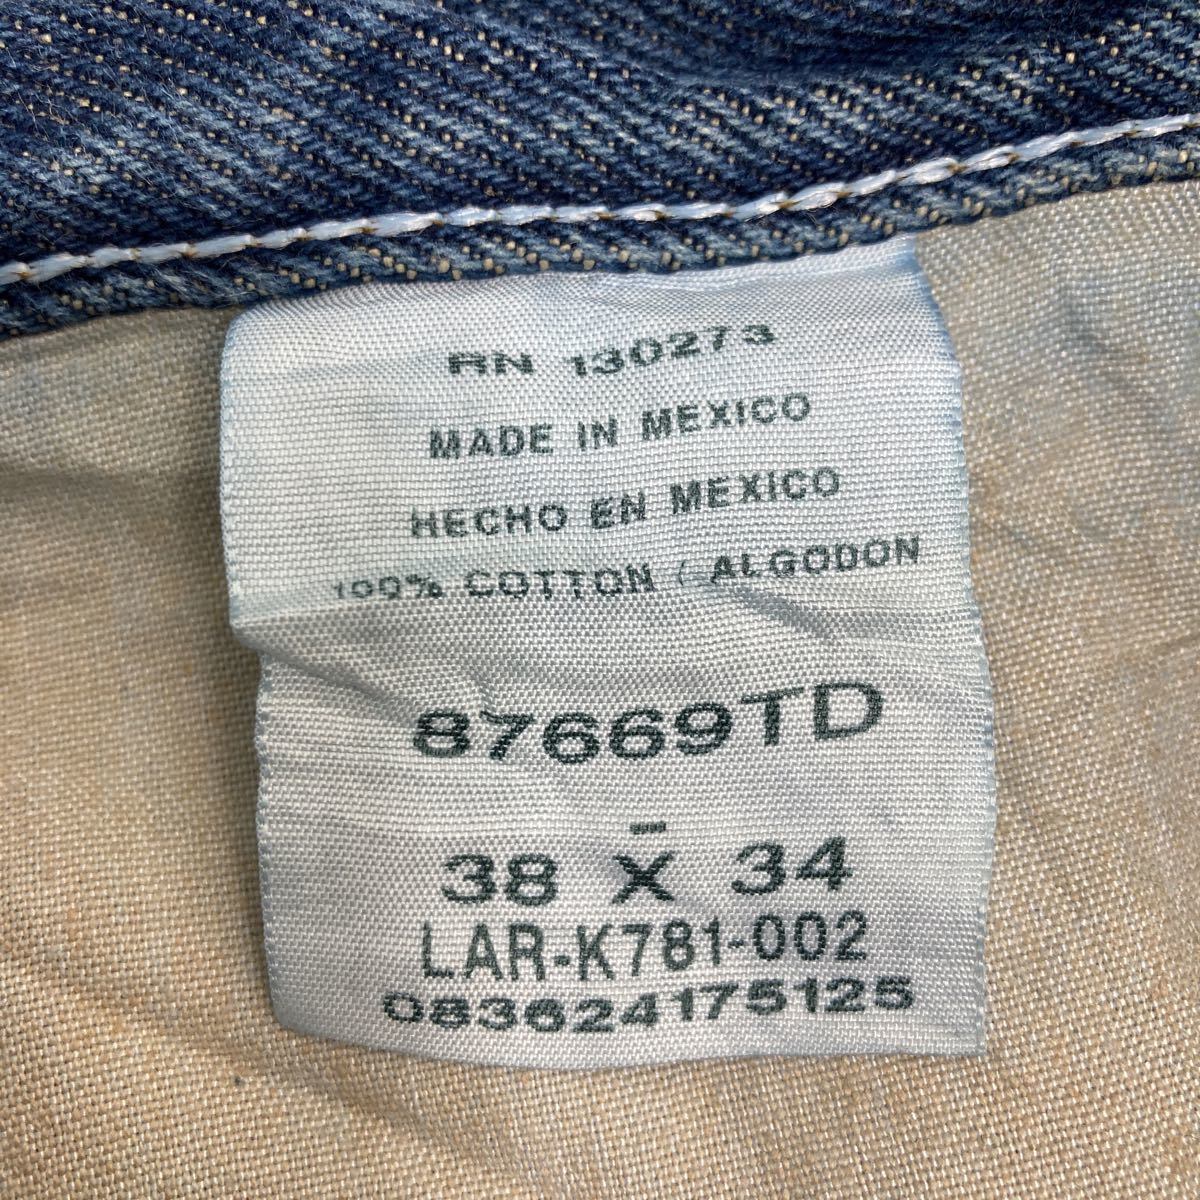 RN 130273
MADE IN MEXICO
HECHO EN MEXICO
100% COTTON / ALGODON
87669TD
38 X 34
LAR-K781-002
083624175125